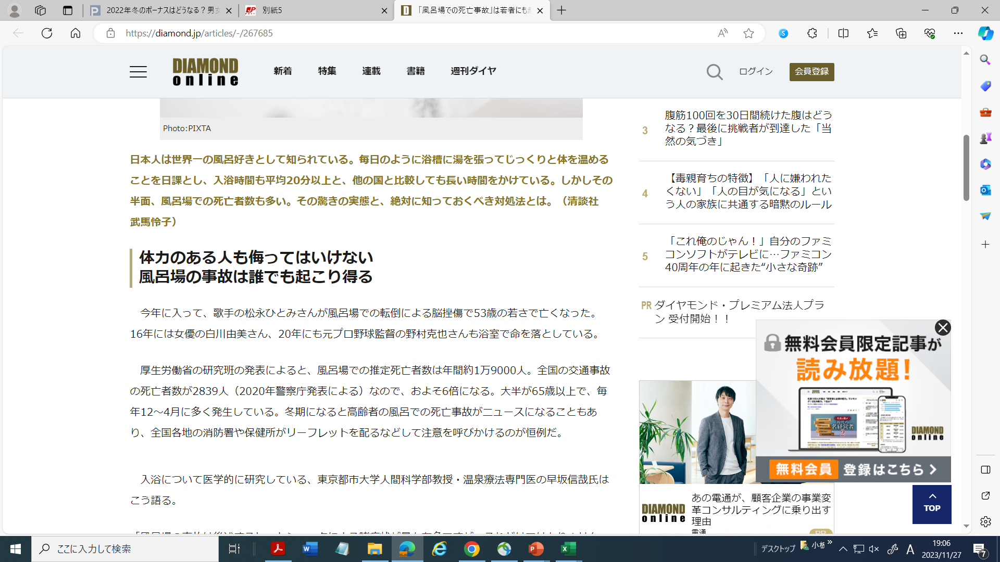 2022年冬のボーナスはどうなる？男女
別紙5
「風呂場での死亡事故」は若者にも起
https://diamond.jp/articles/-/267685
DIAMOND
online
新着
特集
連載
書籍
週刊ダイヤ
ログイン
会員登録
Photo:PIXTA
日本人は世界一の風呂好きとして知られている。毎日のように浴槽に湯を張ってじっくりと体を温める
ことを日課とし、入浴時間も平均20分以上と、他の国と比較しても長い時間をかけている。しかしその
半面、風呂場での死亡者数も多い。その驚きの実態と、絶対に知っておくべき対処法とは。（清談社
武馬怜子）
体力のある人も侮ってはいけない
風呂場の事故は誰でも起こり得る
今年に入って、歌手の松永ひとみさんが風呂場での転倒による脳挫傷で53歳の若さで亡くなった。
16年には女優の白川由美さん、20年にも元プロ野球監督の野村克也さんも浴室で命を落としている。
厚生労働省の研究班の発表によると、風呂場での推定死亡者数は年間約1万9000人。全国の交通事故
の死亡者数が2839人（2020年警察庁発表による）なので、およそ6倍になる。大半が65歳以上で、毎
年12～4月に多く発生している。冬期になると高齢者の風呂での死亡事故がニュースになることもあ
り、全国各地の消防署や保健所がリーフレットを配るなどして注意を呼びかけるのが恒例だ。
入浴について医学的に研究している、東京都市大学人間科学部教授・温泉療法専門医の早坂信哉氏は
こう語る。
3
腹筋100回を30日間続けた腹はどう
なる？最後に挑戦者が到達した「当
然の気づき」
4
【毒親育ちの特徴】「人に嫌われた
くない」「人の目が気になる」とい
う人の家族に共通する暗黙のルール
5
「これ俺のじゃん！」自分のファミ
コンソフトがテレビに…ファミコン
40周年の年に起きた“小さな奇跡”
PR ダイヤモンド・プレミアム法人プラ
ン 受付開始！！
無料会員限定記事が
読み放題！
DIAMOND
online
無料会員 登録はこちら
DIAMOND
online
あの電通が、顧客企業の事業変
革コンサルティングに乗り出す
理由
電通
PR
TOP
ここに入力して検索
デスクトップ
小板
A
19:06
2023/11/27
7